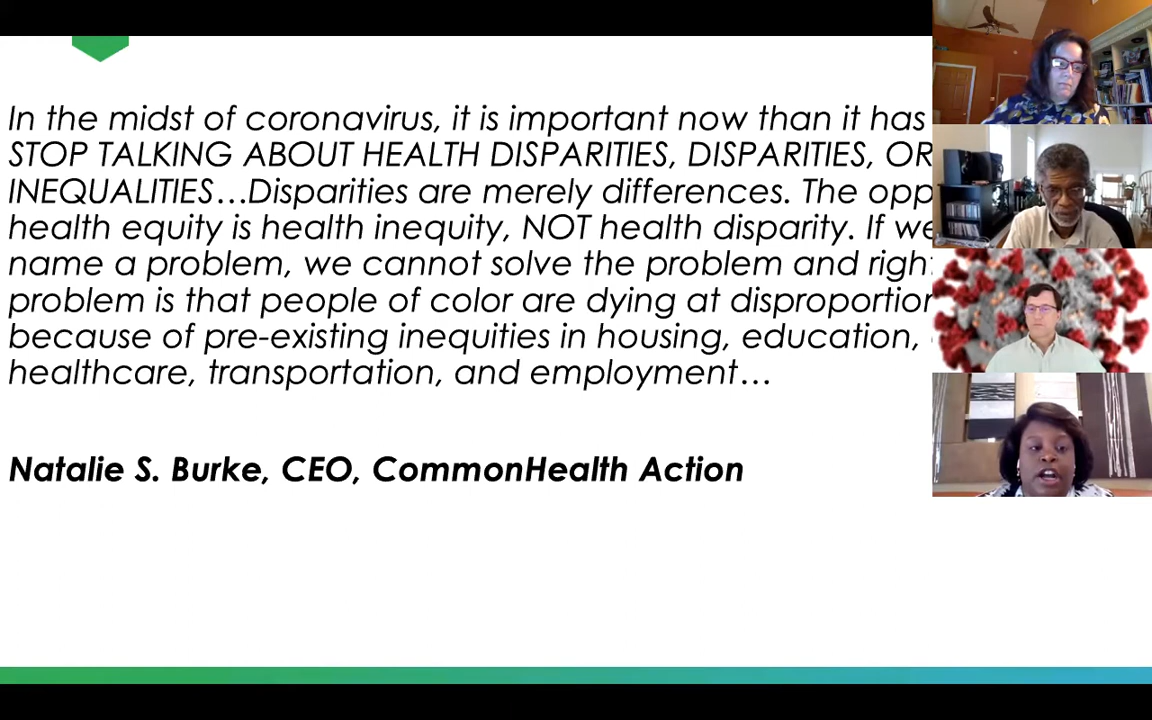 In the midst of coronavirus, it is important now than it has
STOP TALKING ABOUT HEALTH DISPARITIES, DISPARITIES, OR
INEQUALITIES…Disparities are merely differences. The opp
health equity is health inequity, NOT health disparity. If we
name a problem, we cannot solve the problem and right
problem is that people of color are dying at disproportion
because of pre-existing inequities in housing, education,
healthcare, transportation, and employment…
Natalie S. Burke, CEO, CommonHealth Action